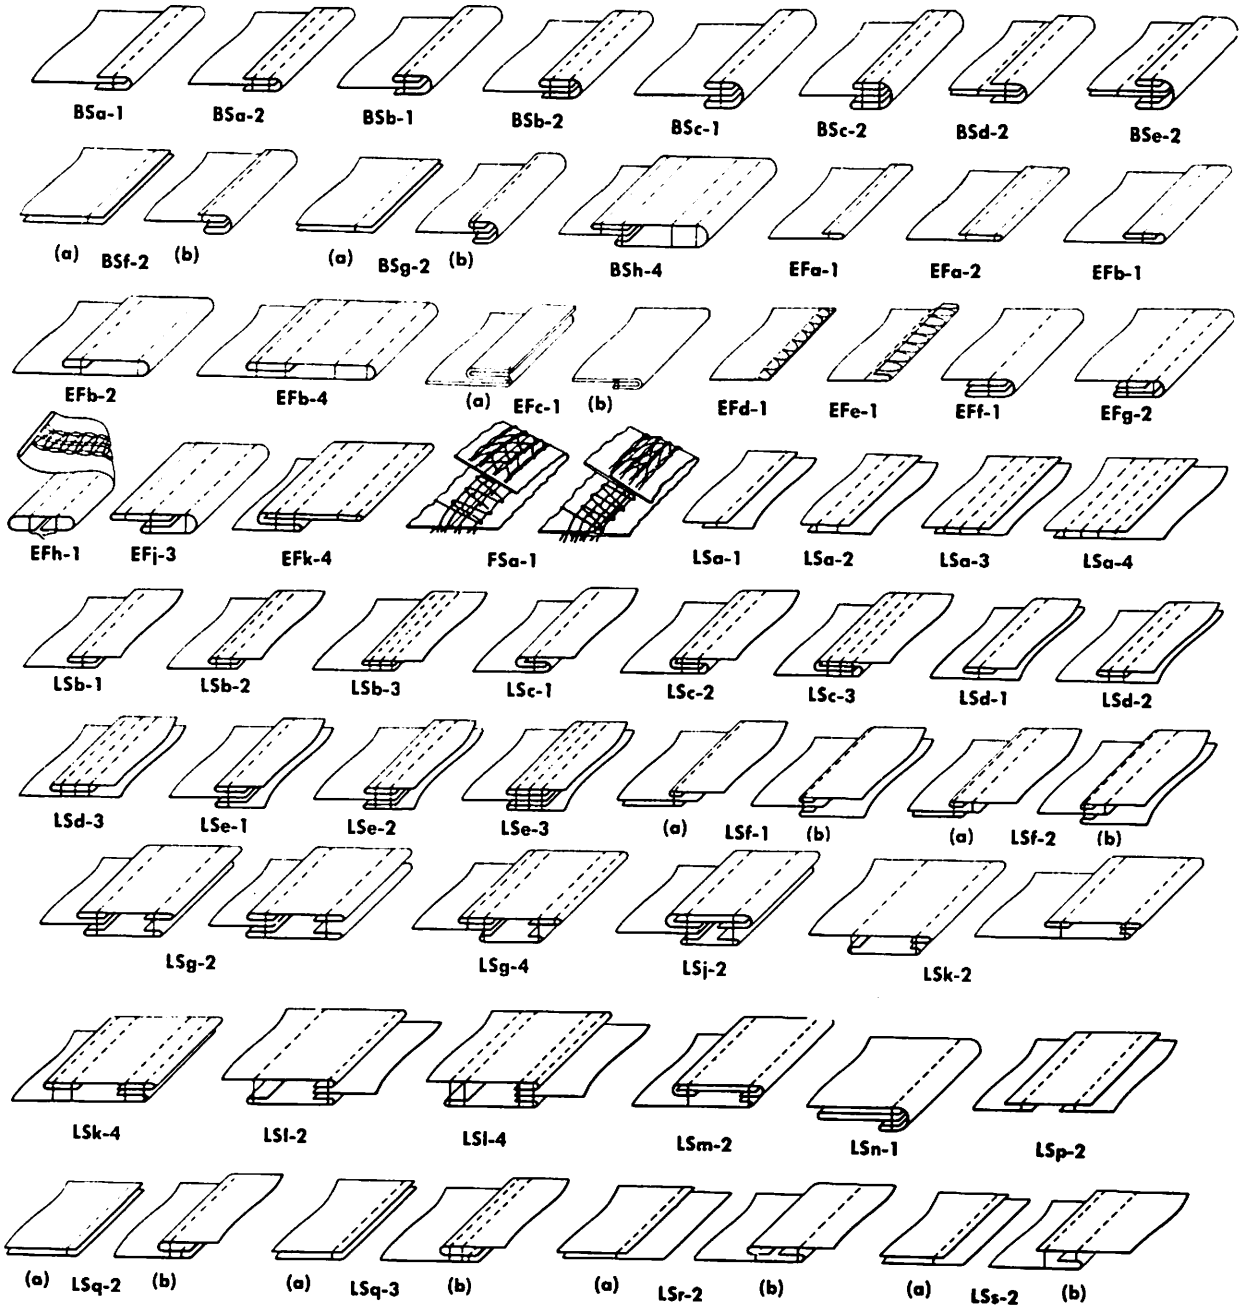 BSa-1 BSa-2 BSb-1 BSb-2 BSc-1 BSc-2 BSd-2 BSe-2
(a) BSf-2 (b) (a) BSg-2 (b) BSh-4 EFa-1 EFa-2 EFb-1
EFb-2 EFb-4 (a) EFc-1 (b) EFd-1 EFe-1 EFf-1 EFg-2
EFh-1 EFj-3 EFk-4 FSa-1 LSa-1 LSa-2 LSa-3 LSa-4
LSb-1 LSb-2 LSb-3 LSc-1 LSc-2 LSc-3 LSd-1 LSd-2
LSd-3 LSe-1 LSe-2 LSe-3 (a) LSf-1 (b) (a) LSf-2 (b)
LSg-2 LSg-4 LSj-2 LSk-2
LSk-4 LSl-2 LSl-4 LSm-2 LSn-1 LSp-2
(a) LSq-2 (b) (a) LSq-3 (b) (a) LSr-2 (b) (a) LSs-2 (b)